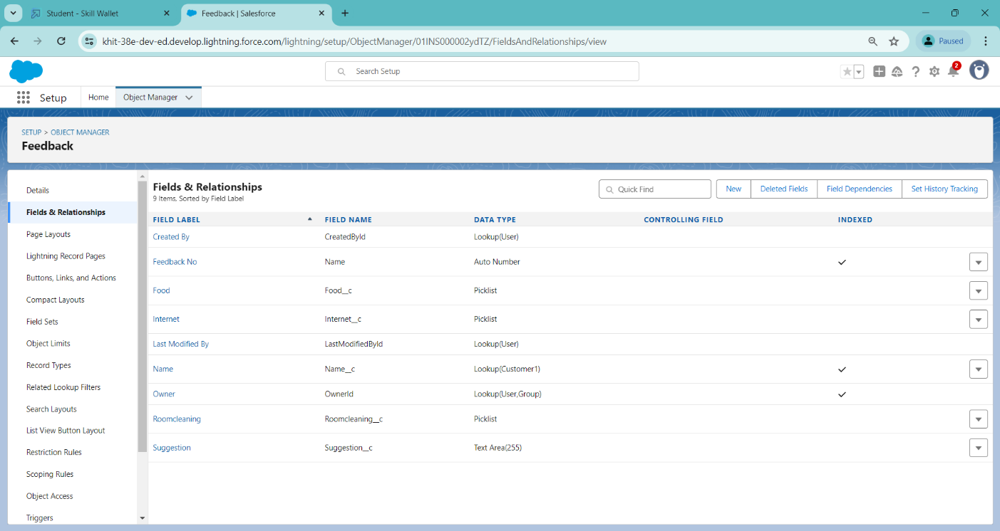 Student - Skill Wallet
Feedback | Salesforce
khit-38e-dev-ed.develop.lightning.force.com/lightning/setup/ObjectManager/01INS000002ydTZ/FieldsAndRelationships/view
Paused
Search Setup
2
Setup
Home
Object Manager
SETUP > OBJECT MANAGER
Feedback
Details
Fields & Relationships
Page Layouts
Lightning Record Pages
Buttons, Links, and Actions
Compact Layouts
Field Sets
Object Limits
Record Types
Related Lookup Filters
Search Layouts
List View Button Layout
Restriction Rules
Scoping Rules
Object Access
Triggers
Fields & Relationships
9 Items, Sorted by Field Label
Quick Find
New
Deleted Fields
Field Dependencies
Set History Tracking
FIELD LABEL FIELD NAME DATA TYPE CONTROLLING FIELD INDEXED
Created By CreatedById Lookup(User)
Feedback No Name Auto Number
Food Food__c Picklist
Internet Internet__c Picklist
Last Modified By LastModifiedById Lookup(User)
Name Name__c Lookup(Customer1)
Owner OwnerId Lookup(User,Group)
Roomcleaning Roomcleaning__c Picklist
Suggestion Suggestion__c Text Area(255)